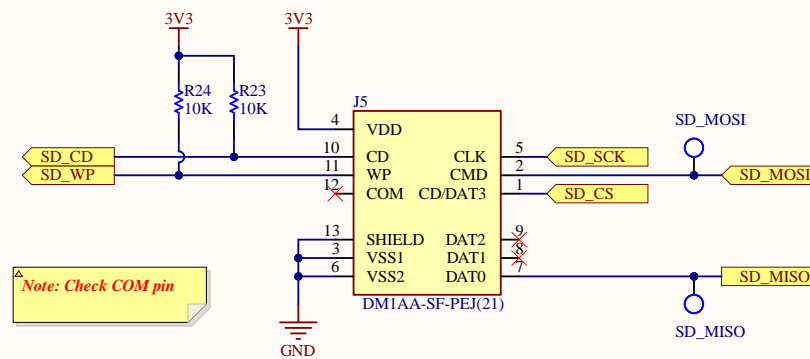 3V3
3V3
R24
10K
R23
10K
J5
SD_MOSI
4
VDD
SD_CD
10
CD
CLK
5
SD_SCK
SD_WP
11
WP
CMD
2
SD_MOSI
12
COM
CD/DAT3
1
SD_CS
13
SHIELD
DAT2
9
3
VSS1
DAT1
8
6
VSS2
DAT0
7
SD_MISO
Note: Check COM pin
DM1AA-SF-PEJ(21)
SD_MISO
GND